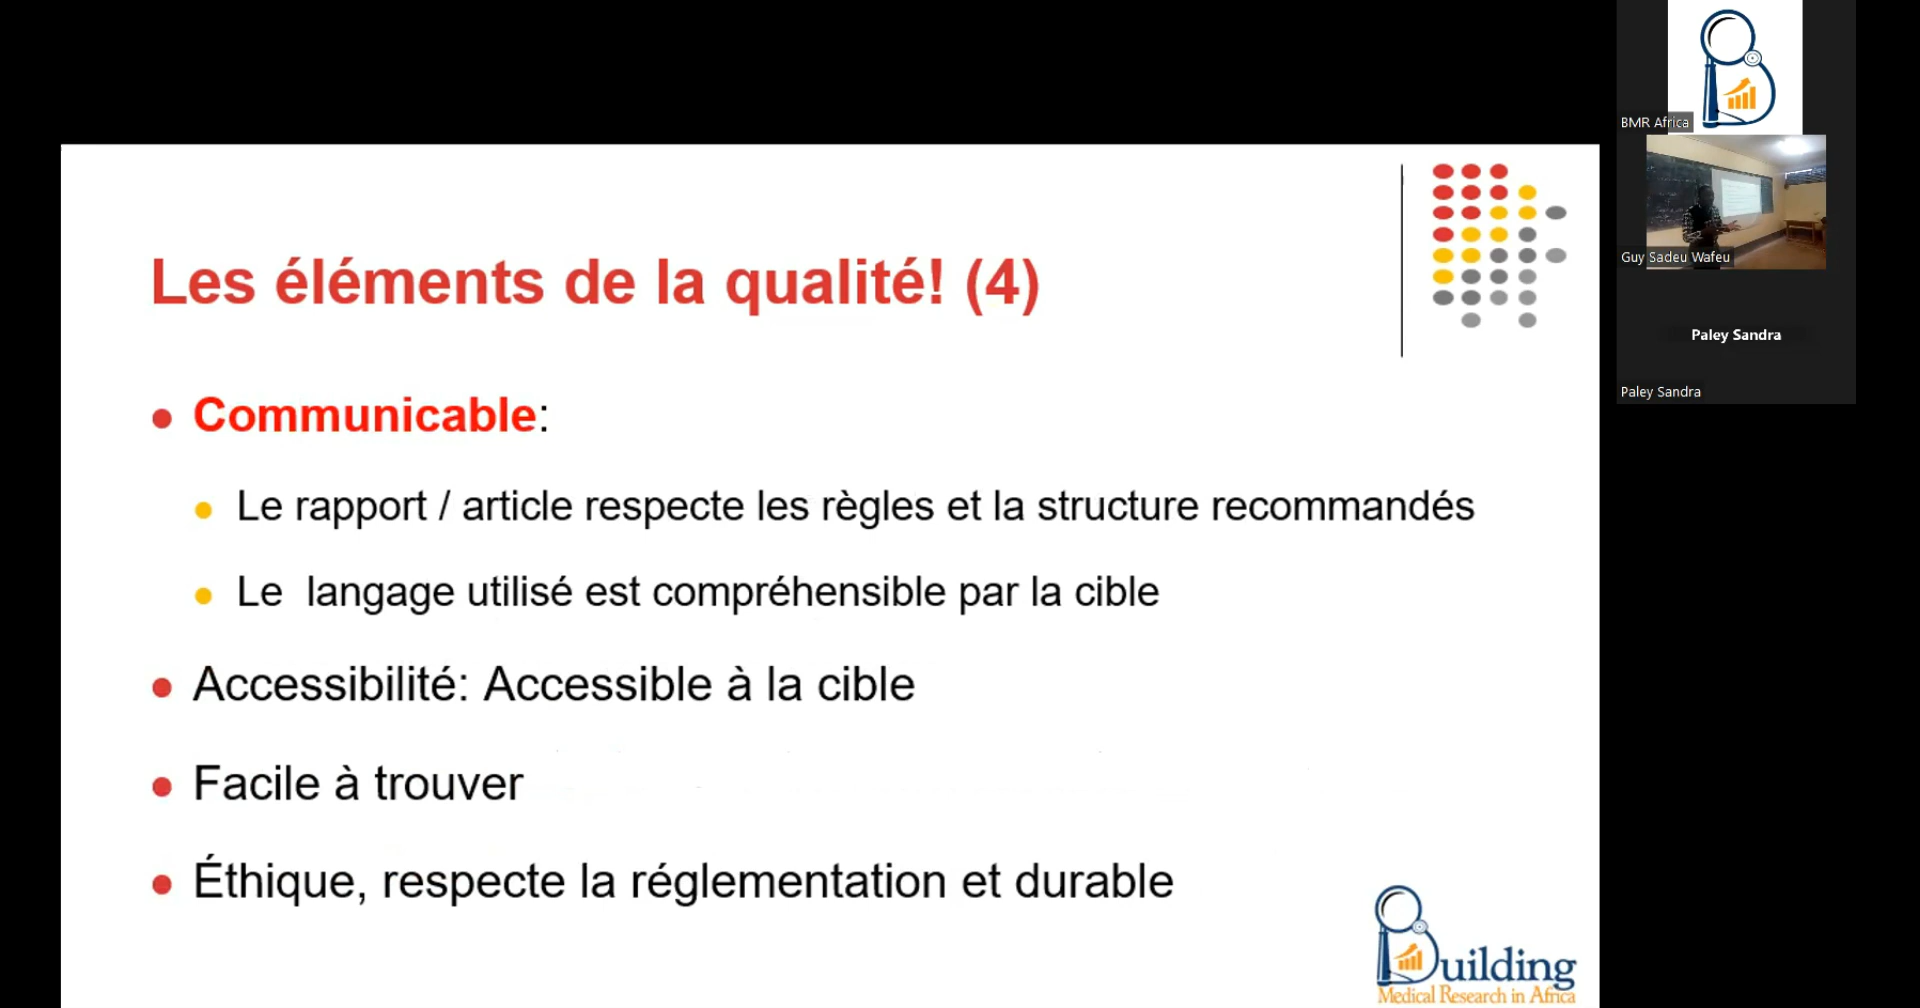 Les éléments de la qualité! (4)
Communicable:
Le rapport / article respecte les règles et la structure recommandés
Le langage utilisé est compréhensible par la cible
Accessibilité: Accessible à la cible
Facile à trouver
Éthique, respecte la réglementation et durable
Building
Medical Research in Africa
BMR Africa
Guy Sadeu Wafeu
Paley Sandra
Paley Sandra